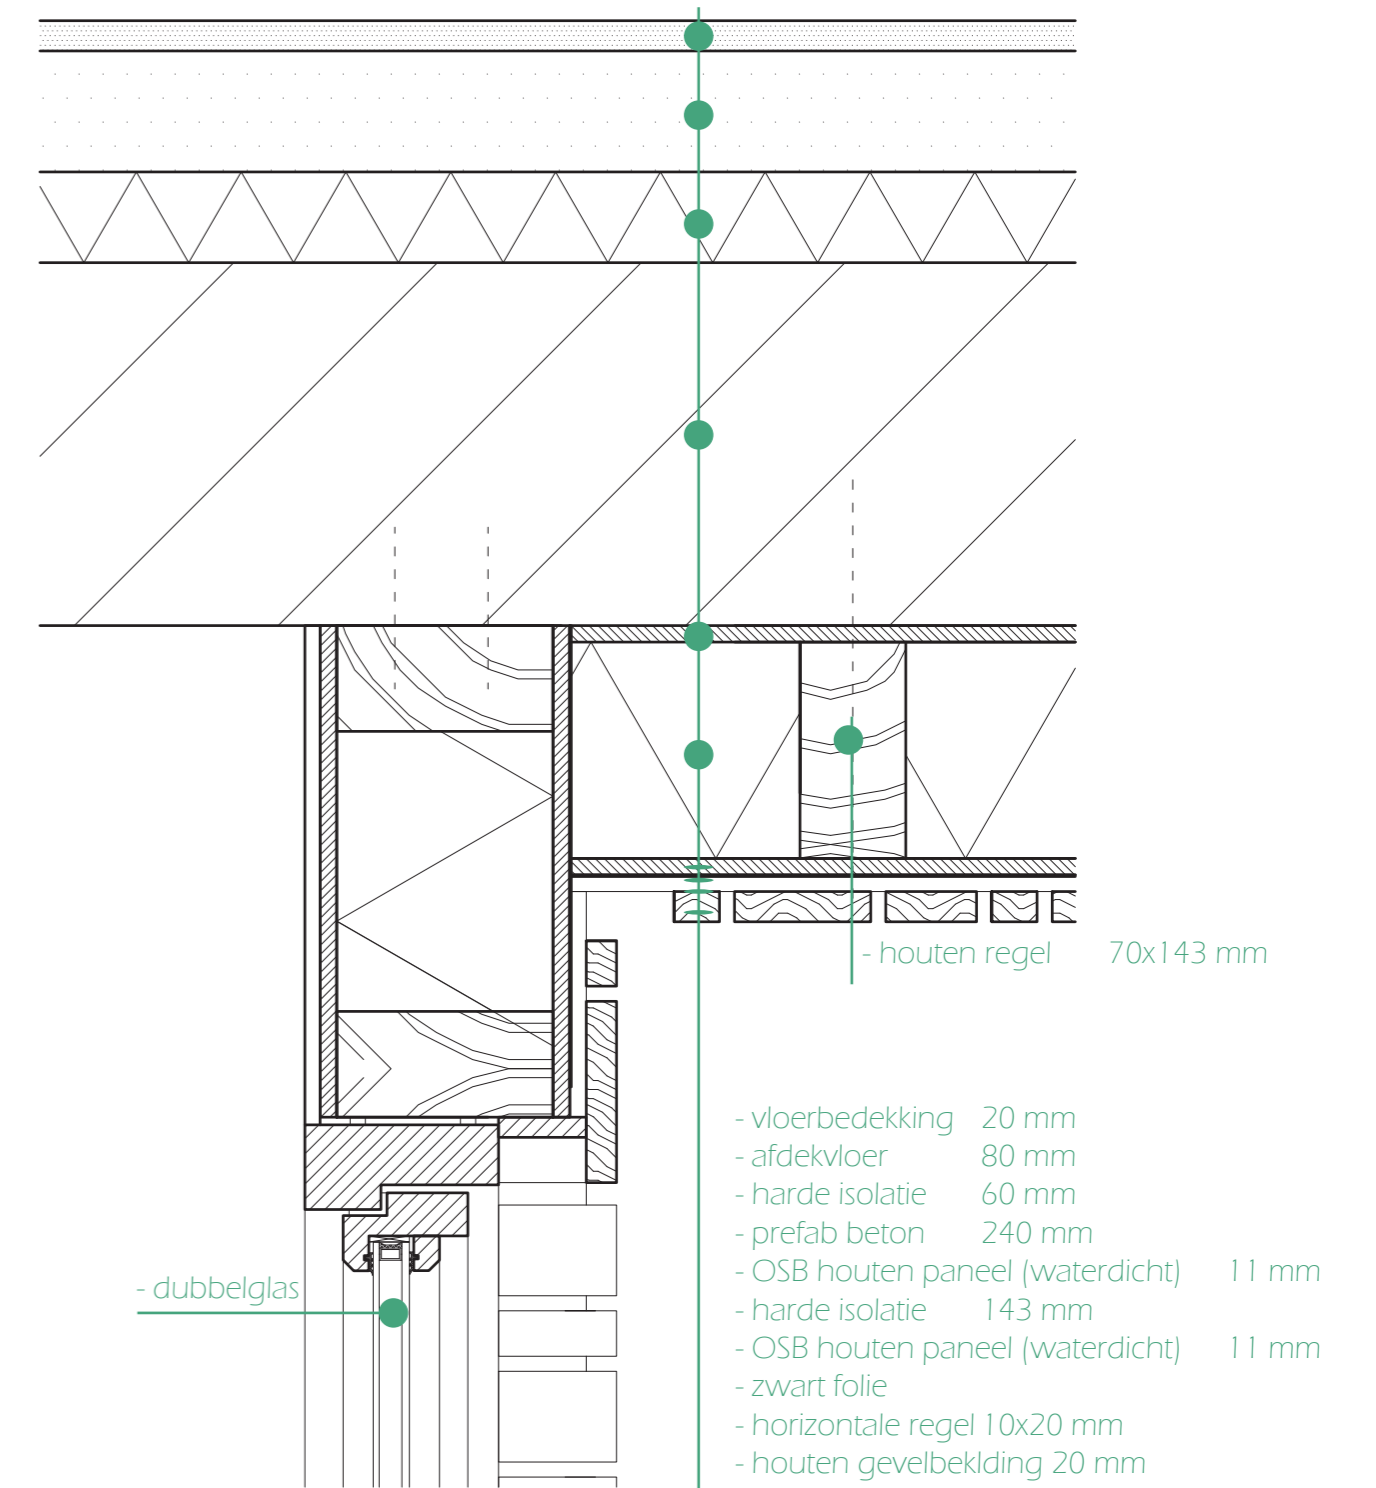 - houten regel 70x143 mm
- vloerbedekking 20 mm
- afdekvloer 80 mm
- harde isolatie 60 mm
- prefab beton 240 mm
- OSB houten paneel (waterdicht) 11 mm
- dubbelglas
- harde isolatie 143 mm
- OSB houten paneel (waterdicht) 11 mm
- zwart folie
- horizontale regel 10x20 mm
- houten gevelbeklding 20 mm